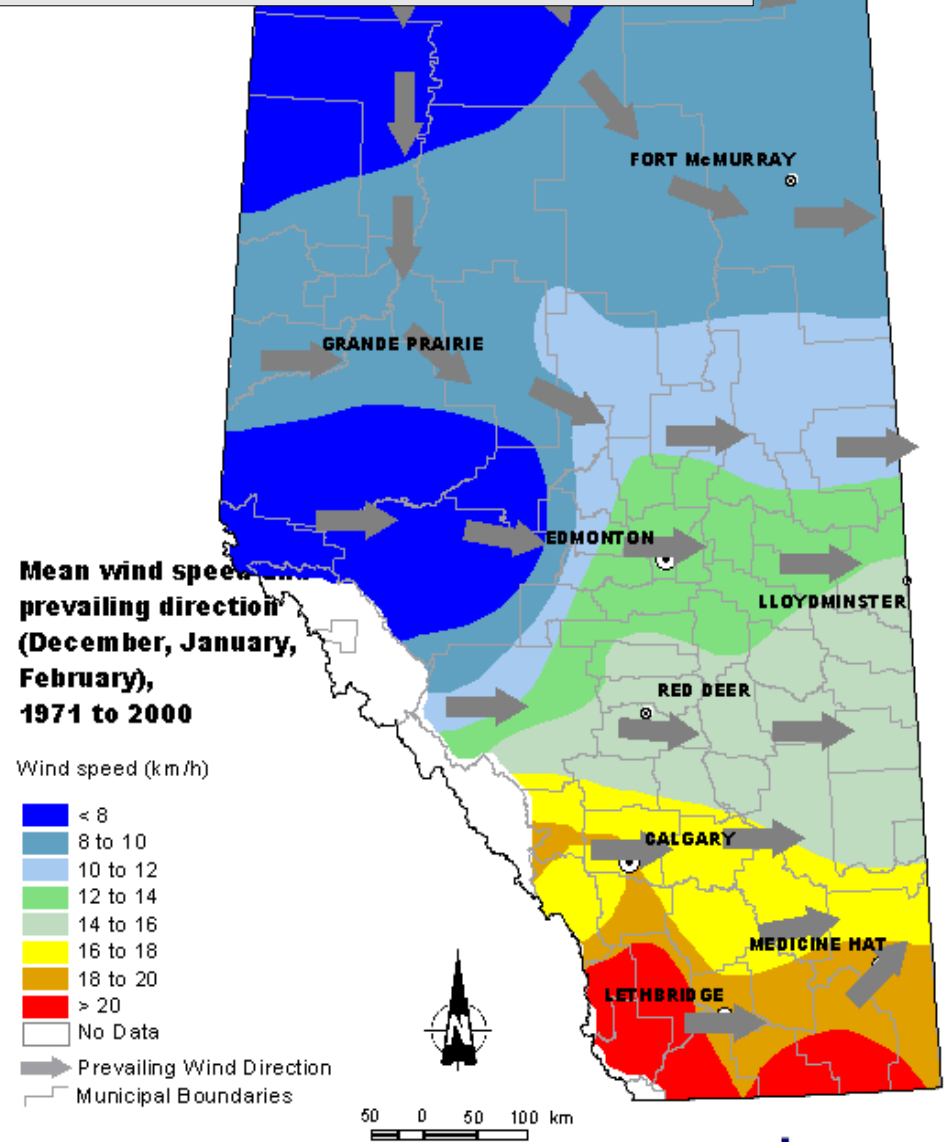 FORT McMURRAY
GRANDE PRAIRIE
EDMONTON
LLOYDMINSTER
RED DEER
CALGARY
MEDICINE HAT
LETHBRIDGE
Mean wind speed and
prevailing direction
(December, January,
February),
1971 to 2000
Wind speed (km/h)
< 8
8 to 10
10 to 12
12 to 14
14 to 16
16 to 18
18 to 20
> 20
No Data
Prevailing Wind Direction
Municipal Boundaries
N
50 0 50 100 km